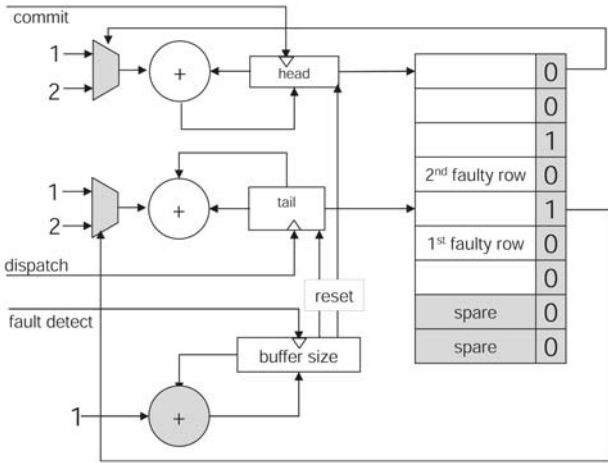 commit
1
2
+
head
0
0
1
2nd faulty row 0
1
2
+
tail
1
1st faulty row 0
0
dispatch
reset
fault detect
spare 0
buffer size
spare 0
1
+